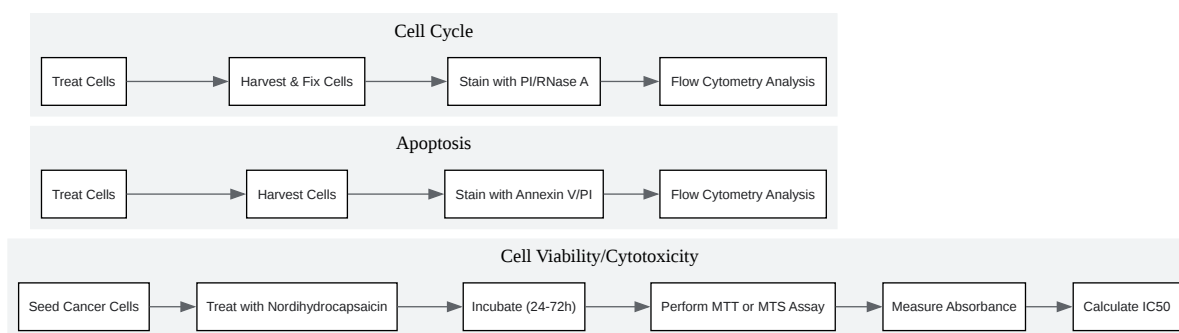 Cell Cycle
Treat Cells
Harvest & Fix Cells
Stain with PI/RNase A
Flow Cytometry Analysis
Apoptosis
Treat Cells
Harvest Cells
Stain with Annexin V/PI
Flow Cytometry Analysis
Cell Viability/Cytotoxicity
Seed Cancer Cells
Treat with Nordihydrocapsaicin
Incubate (24-72h)
Perform MTT or MTS Assay
Measure Absorbance
Calculate IC50